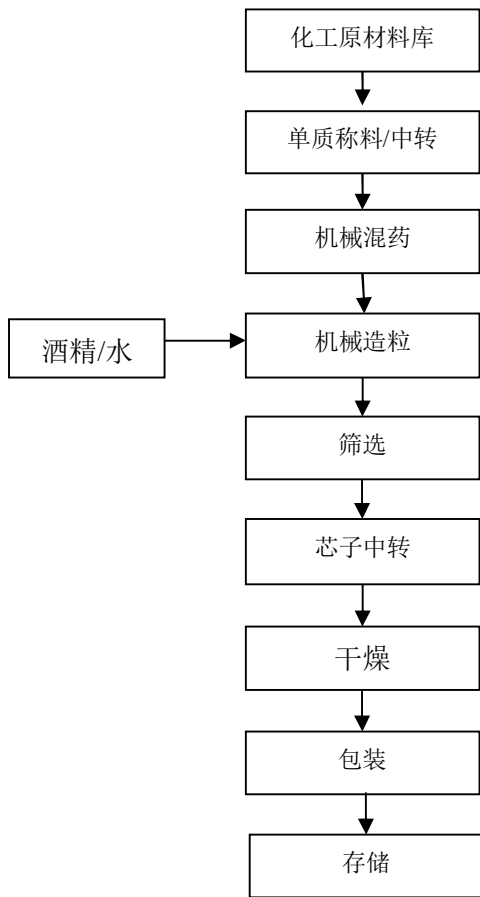 化工原材料库
单质称料/中转
机械混药
酒精/水
机械造粒
筛选
芯子中转
干燥
包装
存储